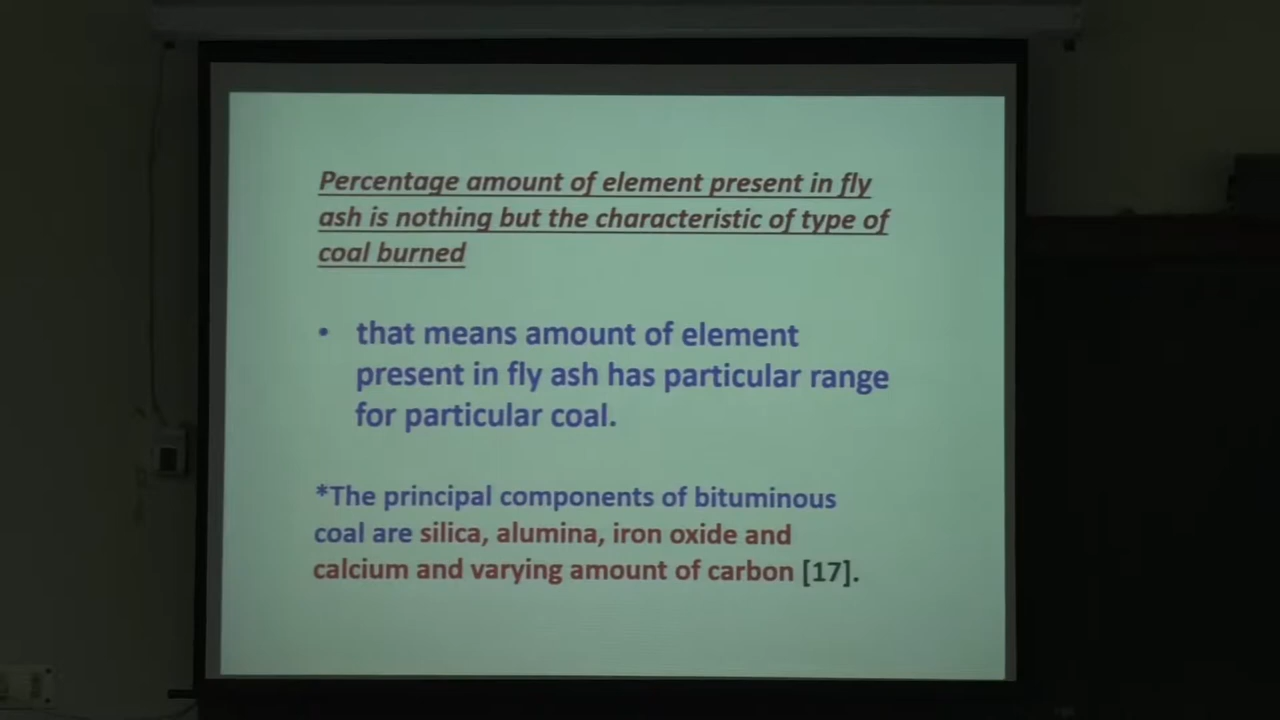 Percentage amount of element present in fly
ash is nothing but the characteristic of type of
coal burned
• that means amount of element
present in fly ash has particular range
for particular coal.
*The principal components of bituminous
coal are silica, alumina, iron oxide and
calcium and varying amount of carbon [17].